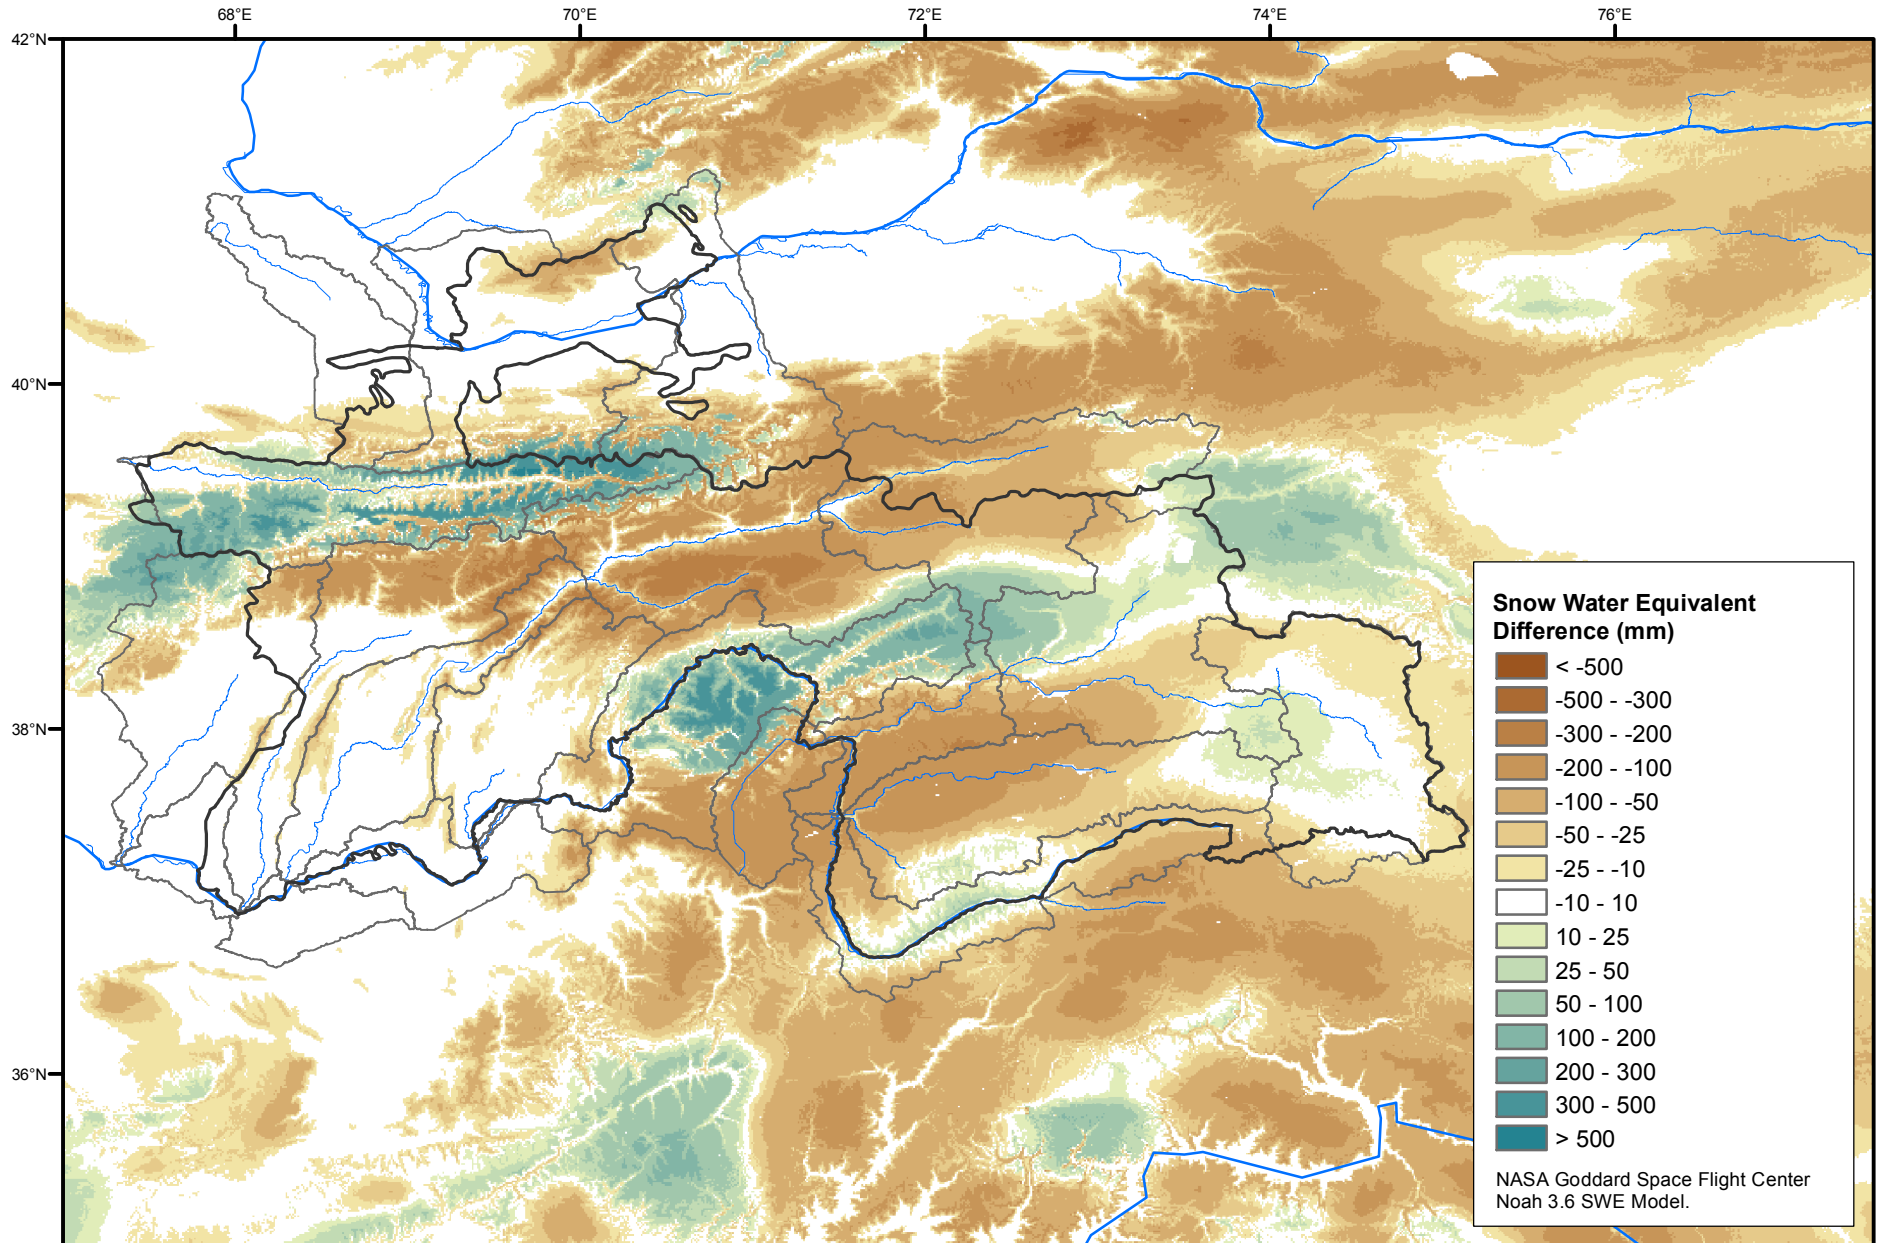 68°E 70°E 72°E 74°E 76°E
42°N
40°N
38°N
36°N
Snow Water Equivalent
Difference (mm)
< -500
-500 - -300
-300 - -200
-200 - -100
-100 - -50
-50 - -25
-25 - -10
-10 - 10
10 - 25
25 - 50
50 - 100
100 - 200
200 - 300
300 - 500
> 500
NASA Goddard Space Flight Center
Noah 3.6 SWE Model.